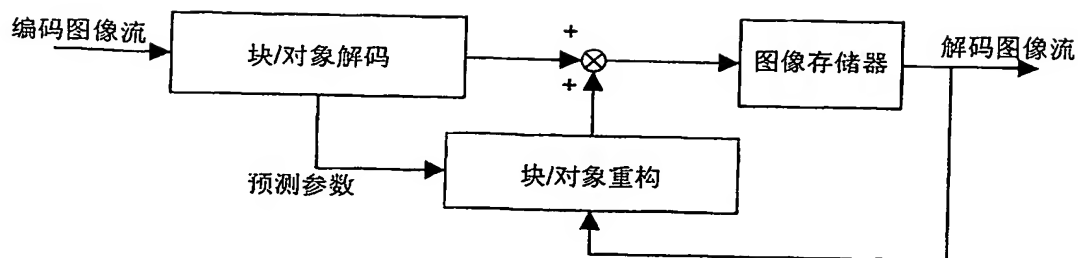 编码图像流
块/对象解码
+
+
图像存储器
解码图像流
预测参数
块/对象重构